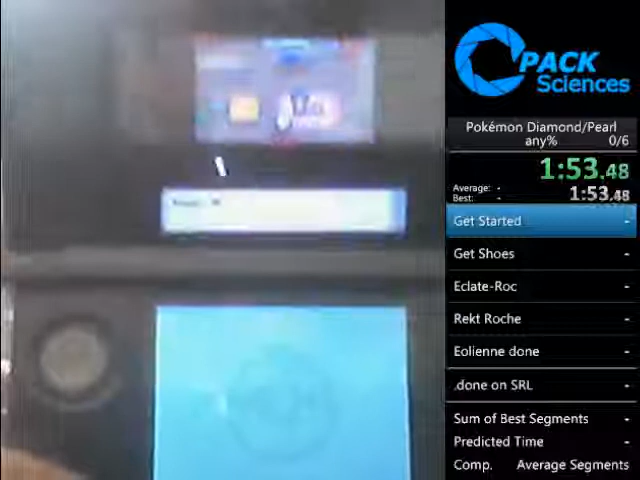 PACK
Sciences
Pokémon Diamond/Pearl
any% 0/6
1:53.48
Average: - 1:53.48
Best: -
Get Started -
Get Shoes -
Eclate-Roc -
Rekt Roche -
Eolienne done -
.done on SRL -
Sum of Best Segments -
Predicted Time -
Comp. Average Segments